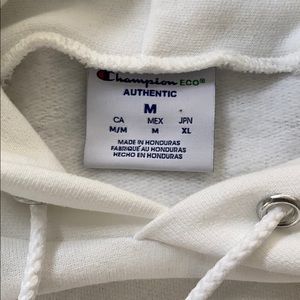 Champion ECO®
AUTHENTIC
M
CA MEX JPN
M/M M XL
MADE IN HONDURAS
FABRIQUÉ AU HONDURAS
HECHO EN HONDURAS